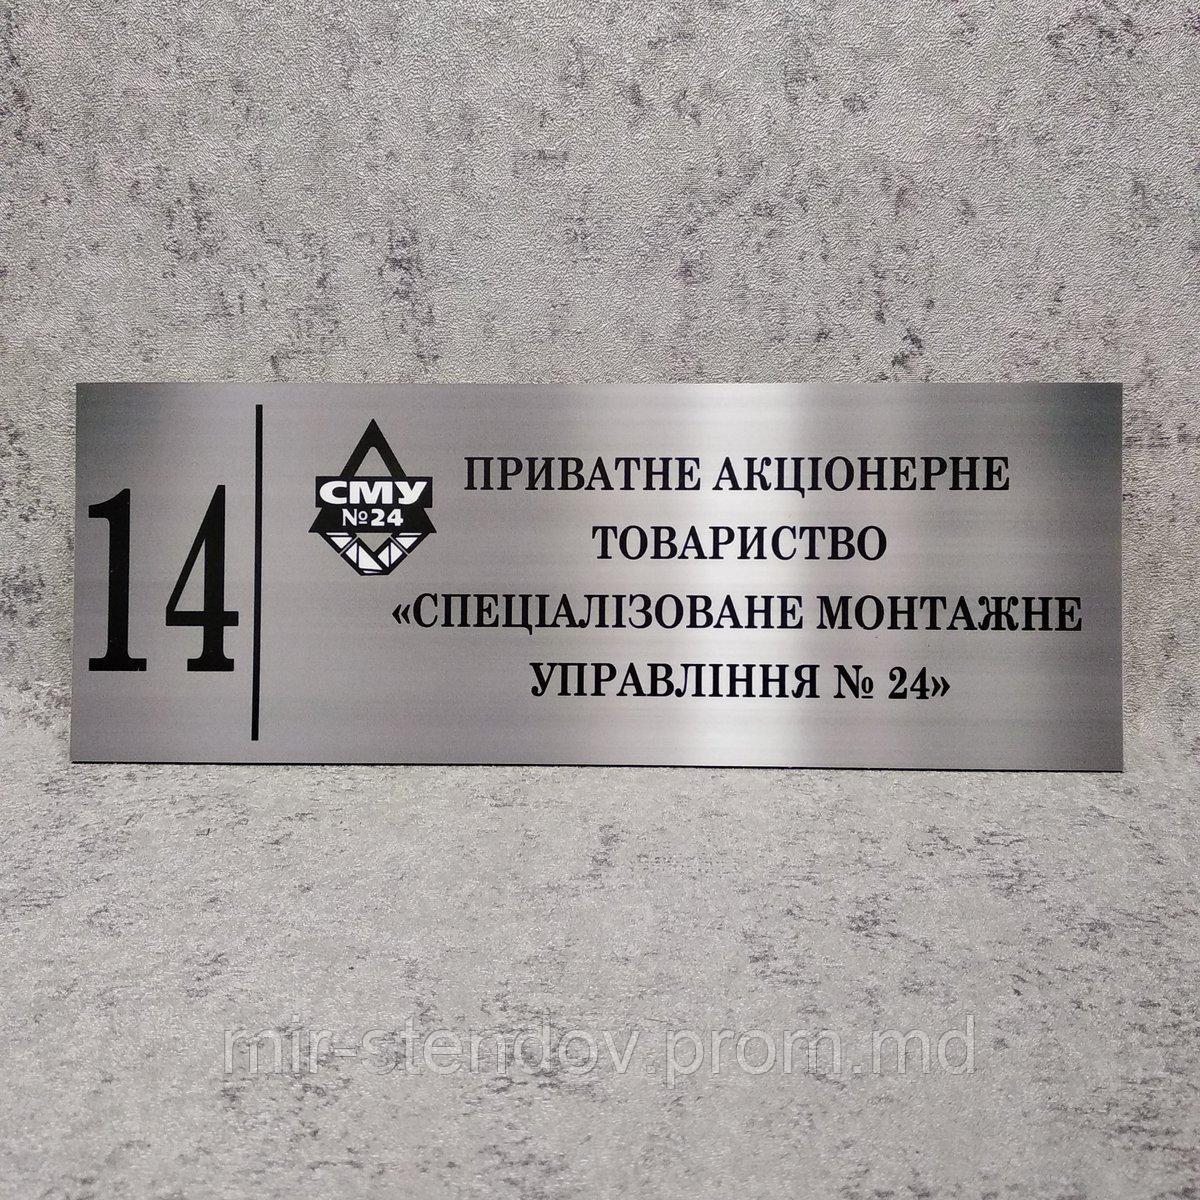 14
СМУ
№24
ПРИВАТНЕ АКЦІОНЕРНЕ
ТОВАРИСТВО
«СПЕЦІАЛІЗОВАНЕ МОНТАЖНЕ
УПРАВЛІННЯ № 24»
mir-stendov.prom.md